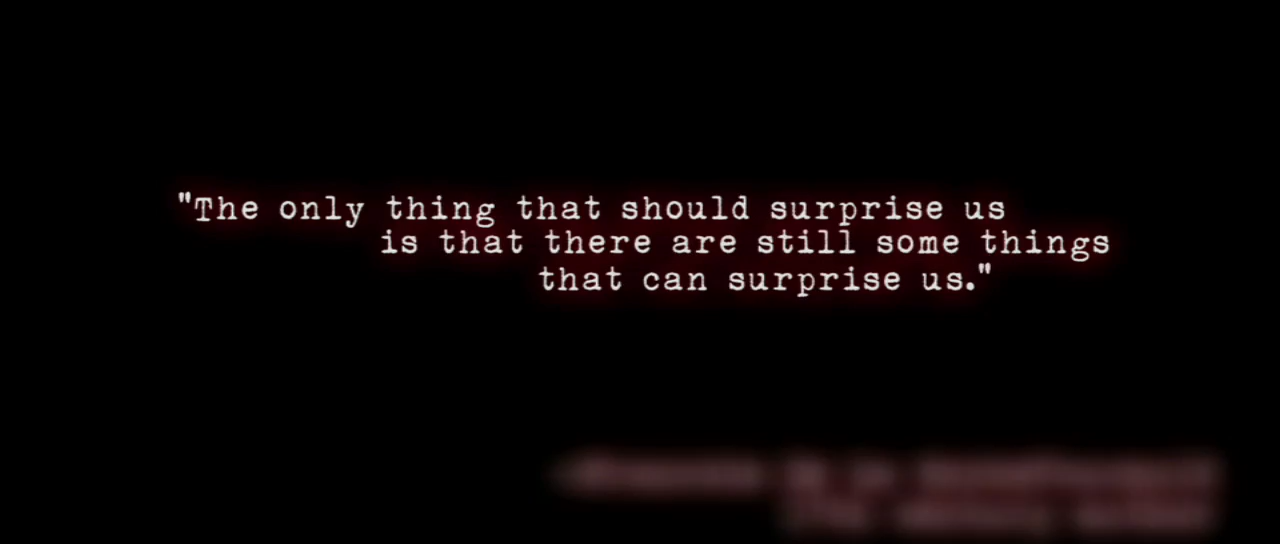 "The only thing that should surprise us
is that there are still some things
that can surprise us."